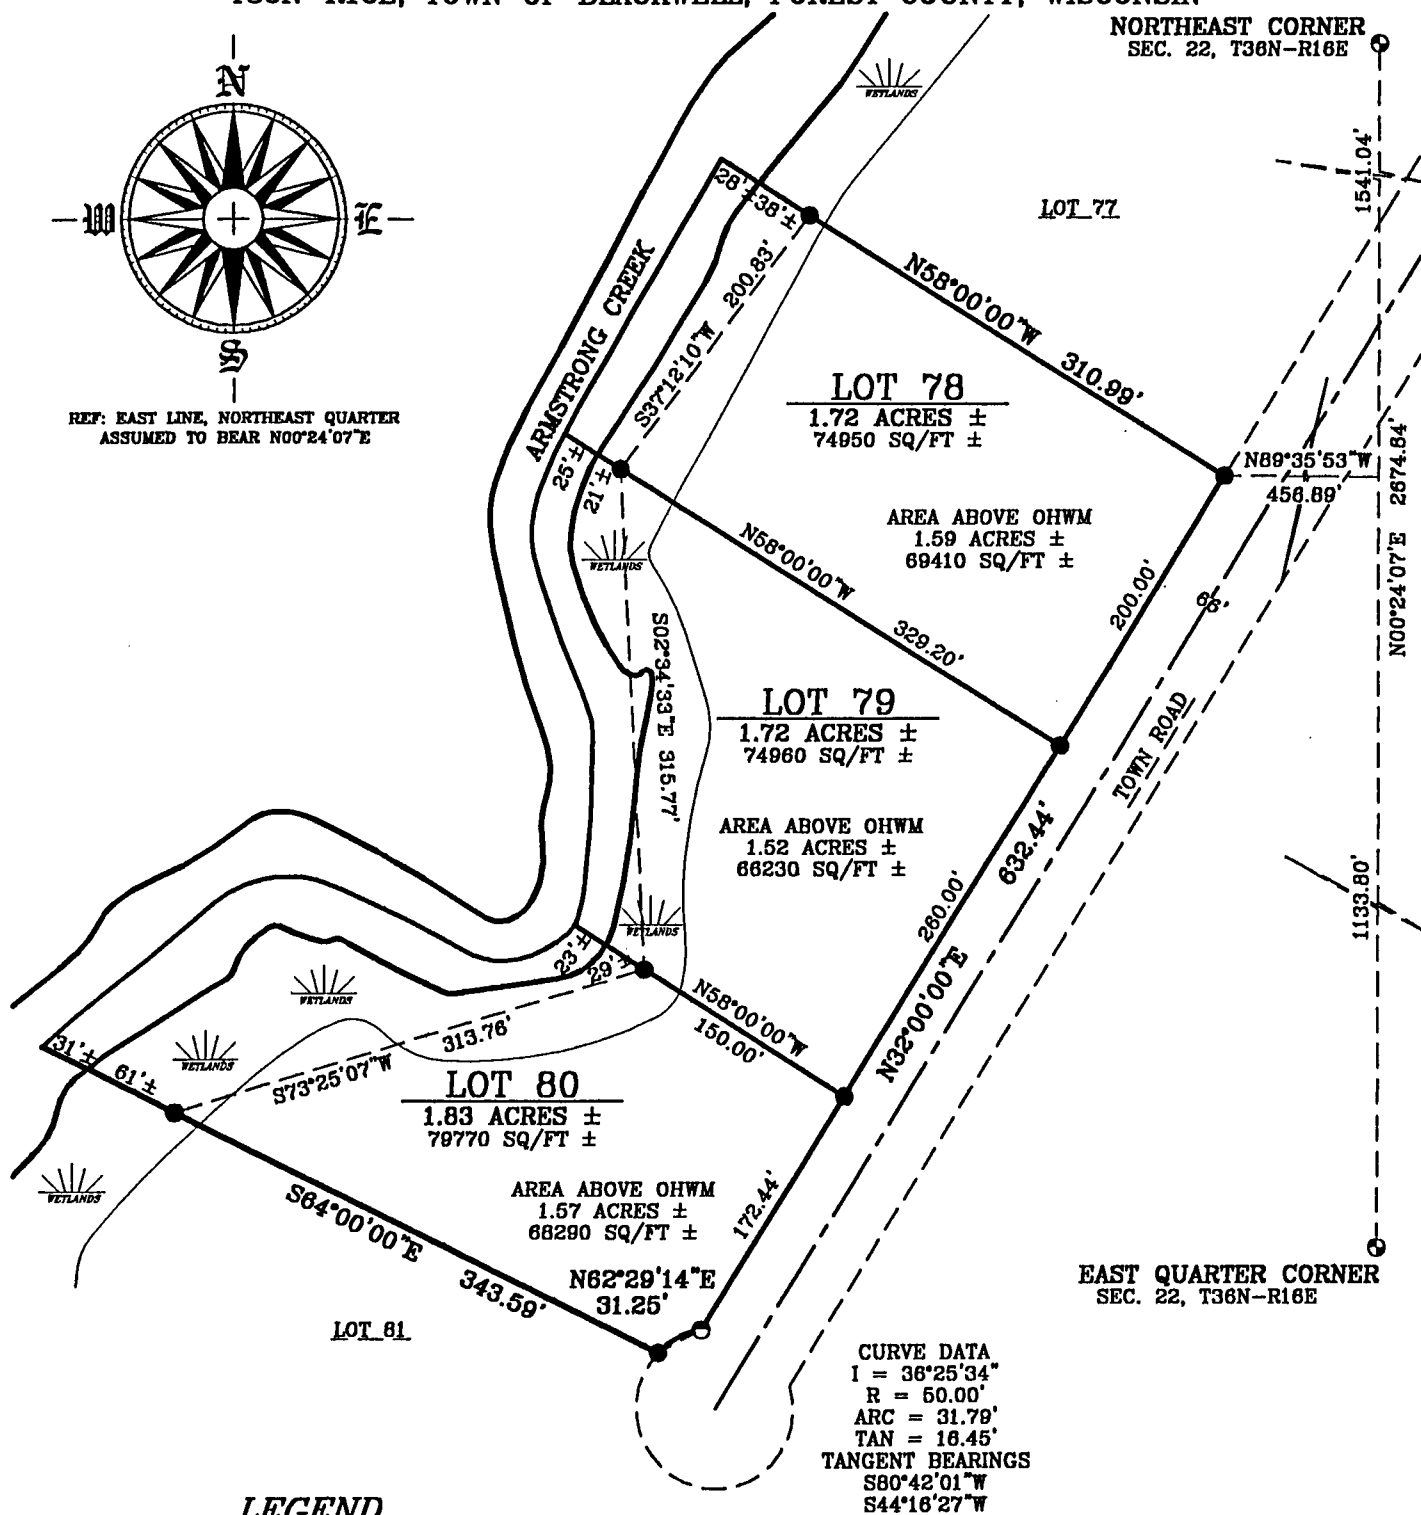 NORTHEAST CORNER
SEC. 22, T36N-R16E
N
W
E
S
REF: EAST LINE, NORTHEAST QUARTER
ASSUMED TO BEAR N00°24'07"E
WETLANDS
1541.04'
LOT 77
28'±
38'±
ARMSTRONG CREEK
S37°12'10"W 200.83'
N58°00'00"W 310.99'
LOT 78
1.72 ACRES ±
74950 SQ/FT ±
AREA ABOVE OHWM
1.59 ACRES ±
69410 SQ/FT ±
N89°35'53"W
456.89'
N00°24'07"E 2674.84'
25'±
21'±
WETLANDS
N58°00'00"W 329.20'
200.00'
66'
S02°34'33"E 315.77'
LOT 79
1.72 ACRES ±
74960 SQ/FT ±
AREA ABOVE OHWM
1.52 ACRES ±
66230 SQ/FT ±
TOWN ROAD
N32°00'00"E 632.44'
260.00'
1133.80'
WETLANDS
23'±
29'±
N58°00'00"W
150.00'
WETLANDS
WETLANDS
31'±
61'±
S73°25'07"W 313.76'
LOT 80
1.83 ACRES ±
79770 SQ/FT ±
AREA ABOVE OHWM
1.57 ACRES ±
68290 SQ/FT ±
WETLANDS
S64°00'00"E 343.59'
172.44'
N62°29'14"E
31.25'
LOT 81
EAST QUARTER CORNER
SEC. 22, T36N-R16E
CURVE DATA
I = 36°25'34"
R = 50.00'
ARC = 31.79'
TAN = 16.45'
TANGENT BEARINGS
S80°42'01"W
S44°16'27"W
LEGEND